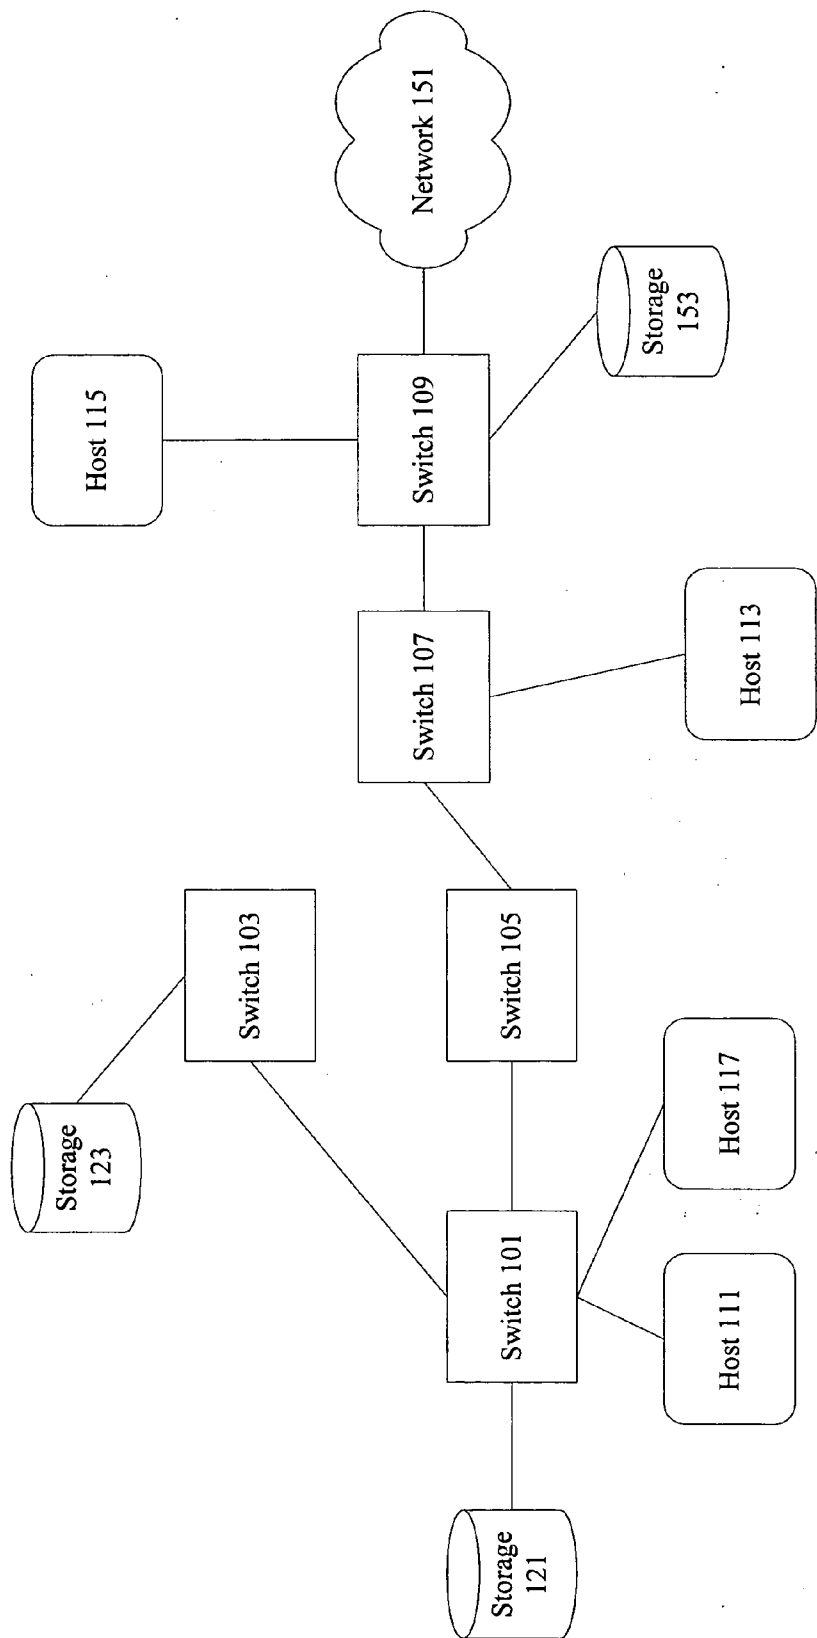 Storage
123
Host 115
Switch 103
Network 151
Switch 109
Switch 107
Storage
153
Storage
121
Switch 101
Switch 105
Host 111
Host 117
Host 113